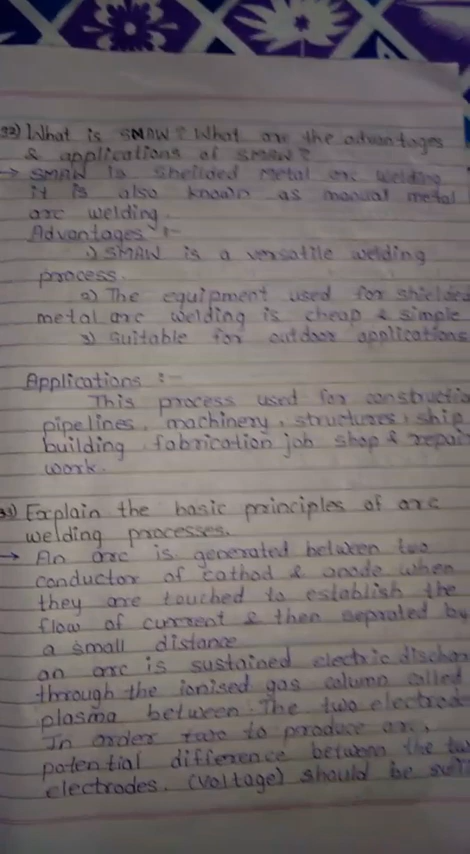 32) What is SMAW? What are the advantages
& applications of SMAW?
→ SMAW is Sheilded metal arc welding
it is also known as manual metal
arc welding.
Advantages :-
1) SMAW is a versatile welding
process.
2) The equipment used for shielded
metal arc welding is cheap & simple
3) Suitable for outdoor applications
Applications :-
This process used for constructio
pipelines, machinery, structures, ship
building fabrication job shop & repair
work.
33) Explain the basic principles of arc
welding processes.
→ An arc is generated between two
conductor of cathod & anode when
they are touched to establish the
flow of current & then seprated by
a small distance
an arc is sustained electric dischar
through the ionised gas column called
plasma between The two electrode
In order to produce arc,
potential difference between the two
electrodes. (voltage) should be suffi